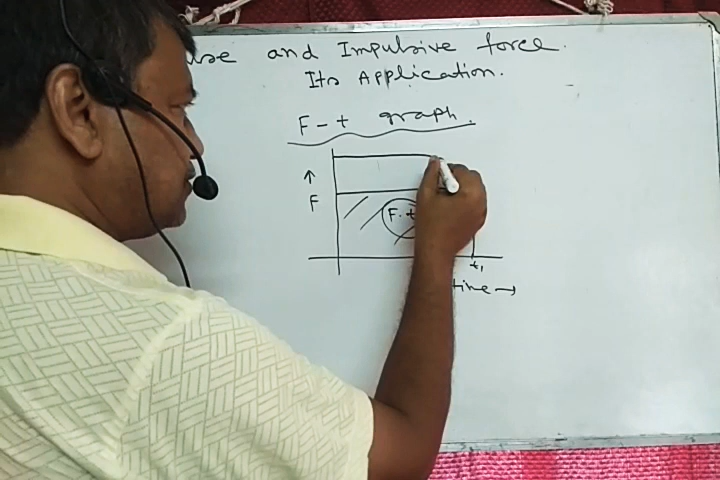 and Impulsive force.
Its Application.
F - t graph.
F
F. t
t₁
time →